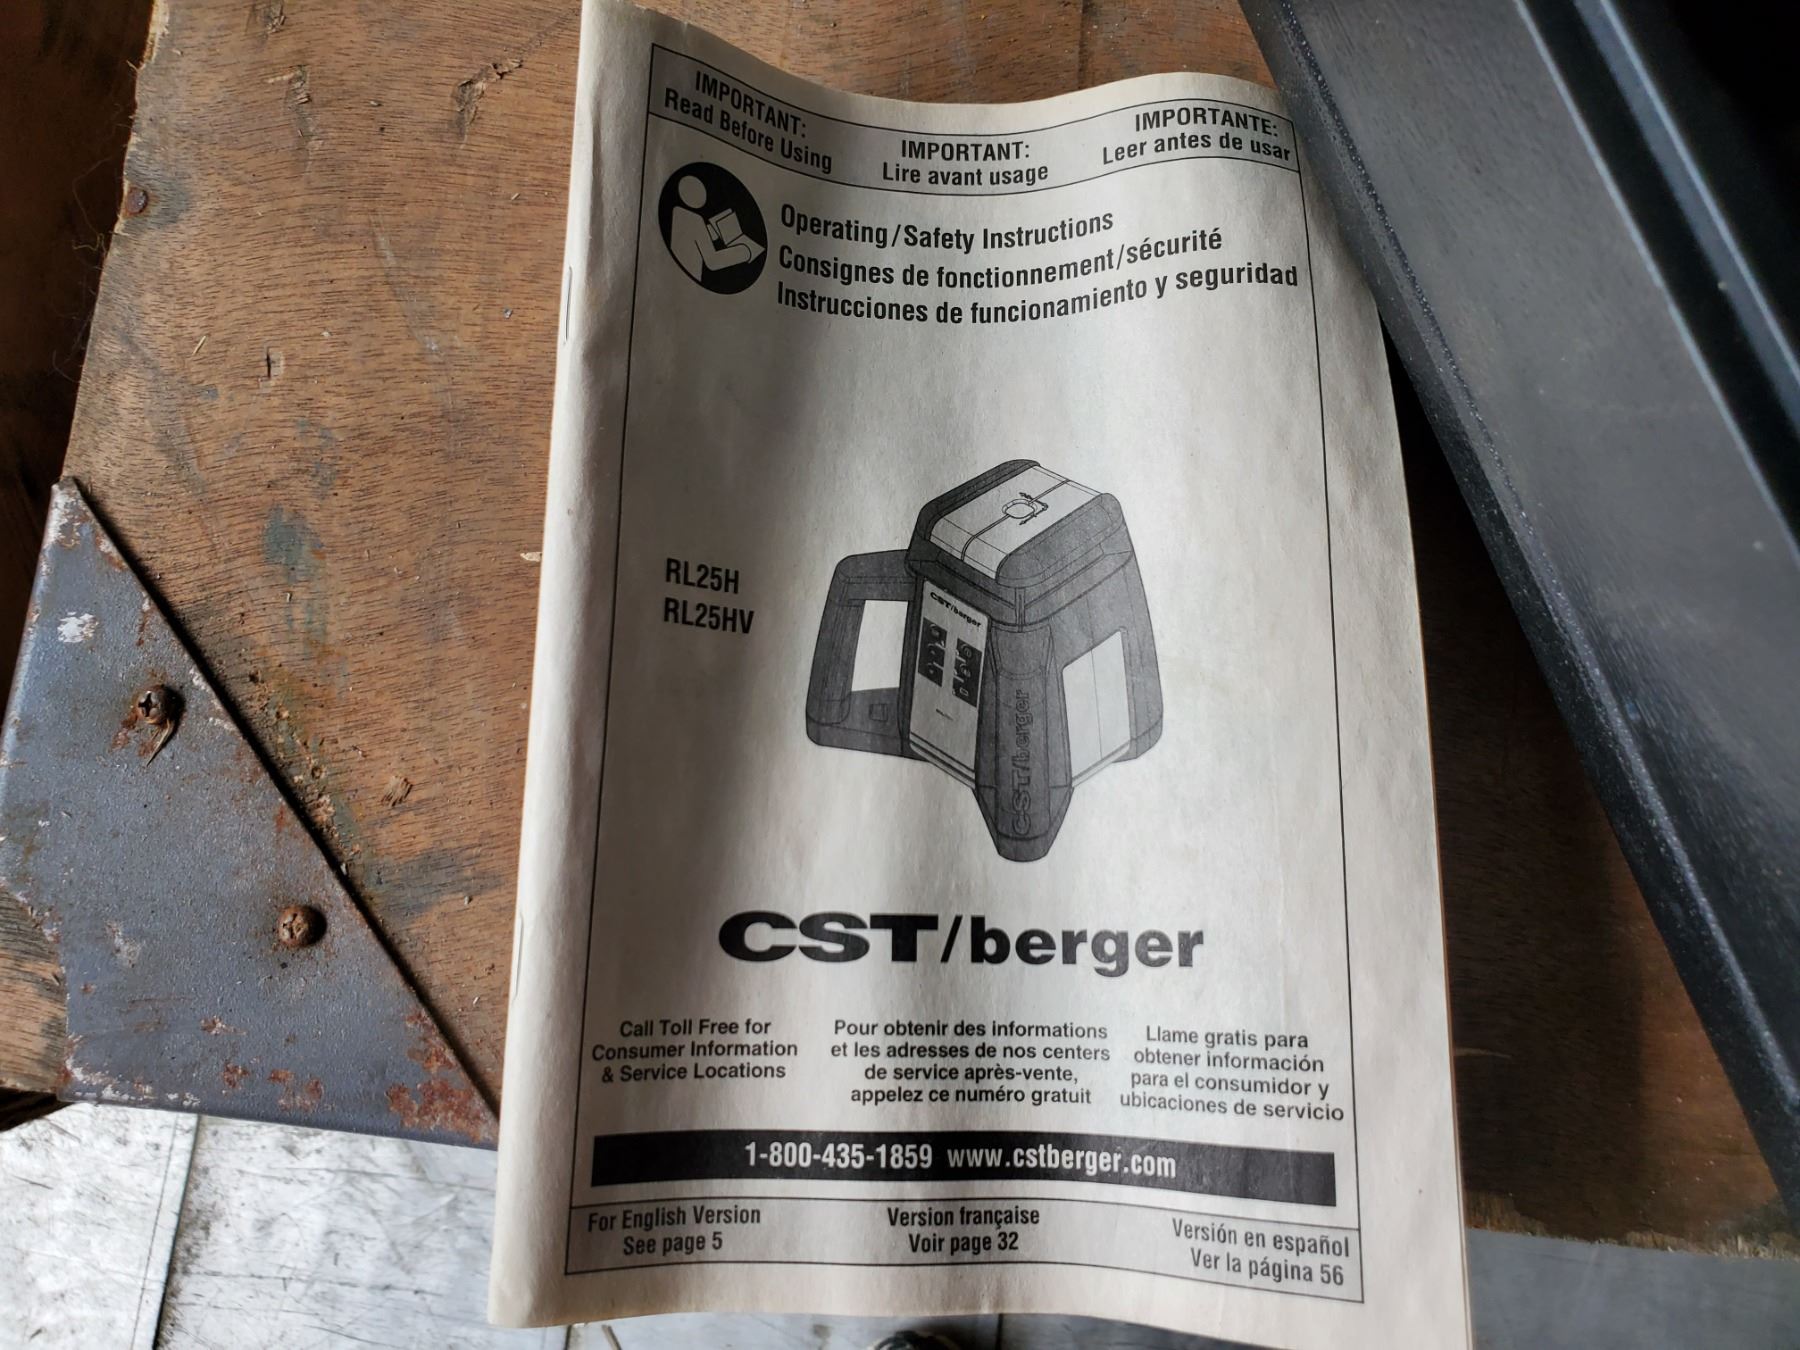 IMPORTANT:
Read Before Using
IMPORTANT:
Lire avant usage
IMPORTANTE:
Leer antes de usar
Operating/Safety Instructions
Consignes de fonctionnement/sécurité
Instrucciones de funcionamiento y seguridad
RL25H
RL25HV
CST/berger
CST/berger
CST/berger
Call Toll Free for
Consumer Information
& Service Locations
Pour obtenir des informations
et les adresses de nos centers
de service après-vente,
appelez ce numéro gratuit
Llame gratis para
obtener información
para el consumidor y
ubicaciones de servicio
1-800-435-1859 www.cstberger.com
For English Version
See page 5
Version française
Voir page 32
Versión en español
Ver la página 56